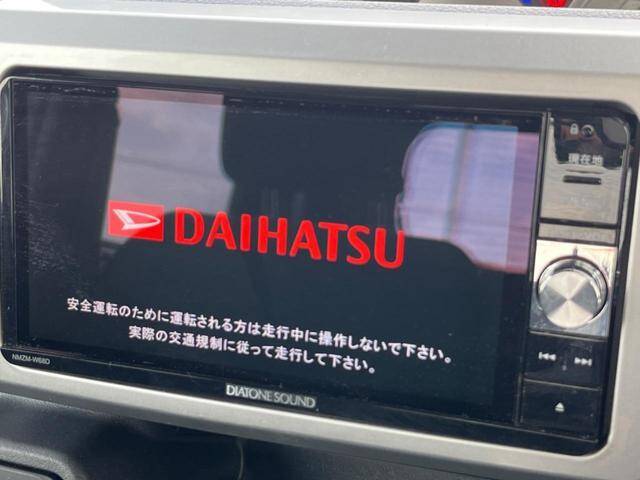 現在地
DAIHATSU
安全運転のために運転される方は走行中に操作しないで下さい。
実際の交通規制に従って走行して下さい。
NMZM-W68D
DIATONE SOUND